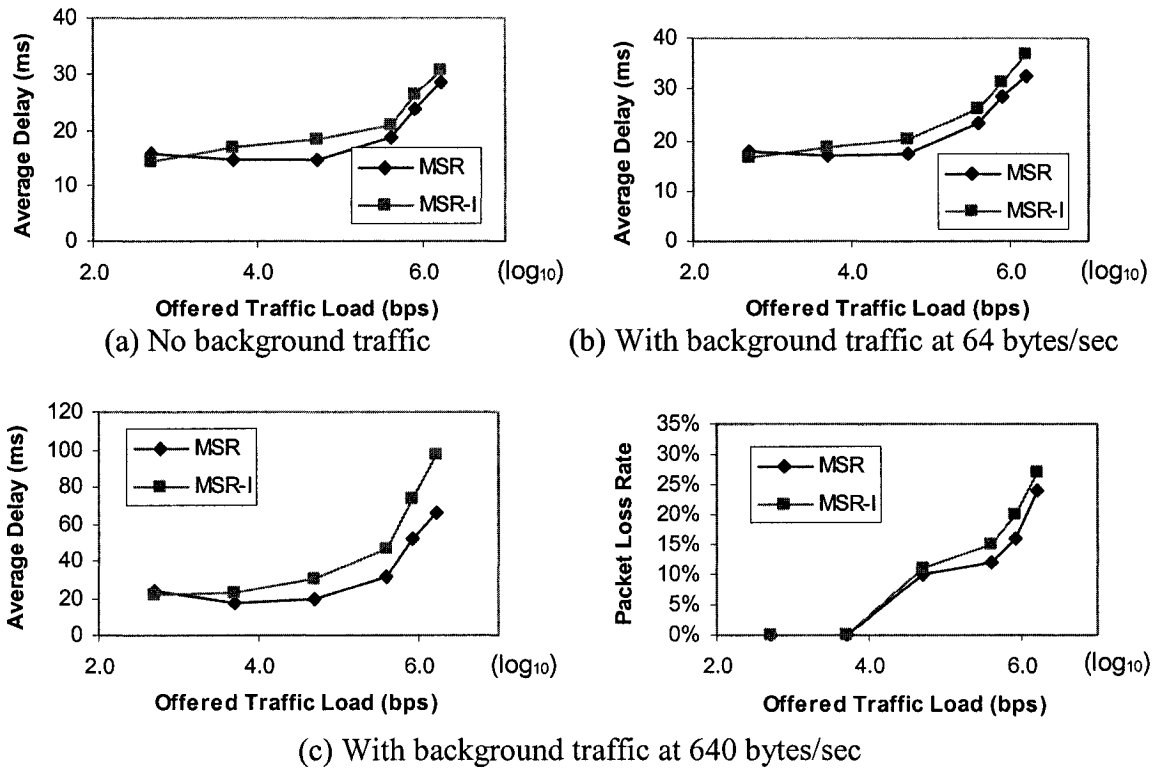 40
30
20
10
0
Average Delay (ms)
MSR
MSR-I
2.0 4.0 6.0 (log₁₀)
Offered Traffic Load (bps)
(a) No background traffic
40
30
20
10
0
Average Delay (ms)
MSR
MSR-I
2.0 4.0 6.0 (log₁₀)
Offered Traffic Load (bps)
(b) With background traffic at 64 bytes/sec
120
100
80
60
40
20
0
Average Delay (ms)
MSR
MSR-I
2.0 4.0 6.0 (log₁₀)
Offered Traffic Load (bps)
35%
30%
25%
20%
15%
10%
5%
0%
Packet Loss Rate
MSR
MSR-I
2.0 4.0 6.0 (log₁₀)
Offered Traffic Load (bps)
(c) With background traffic at 640 bytes/sec